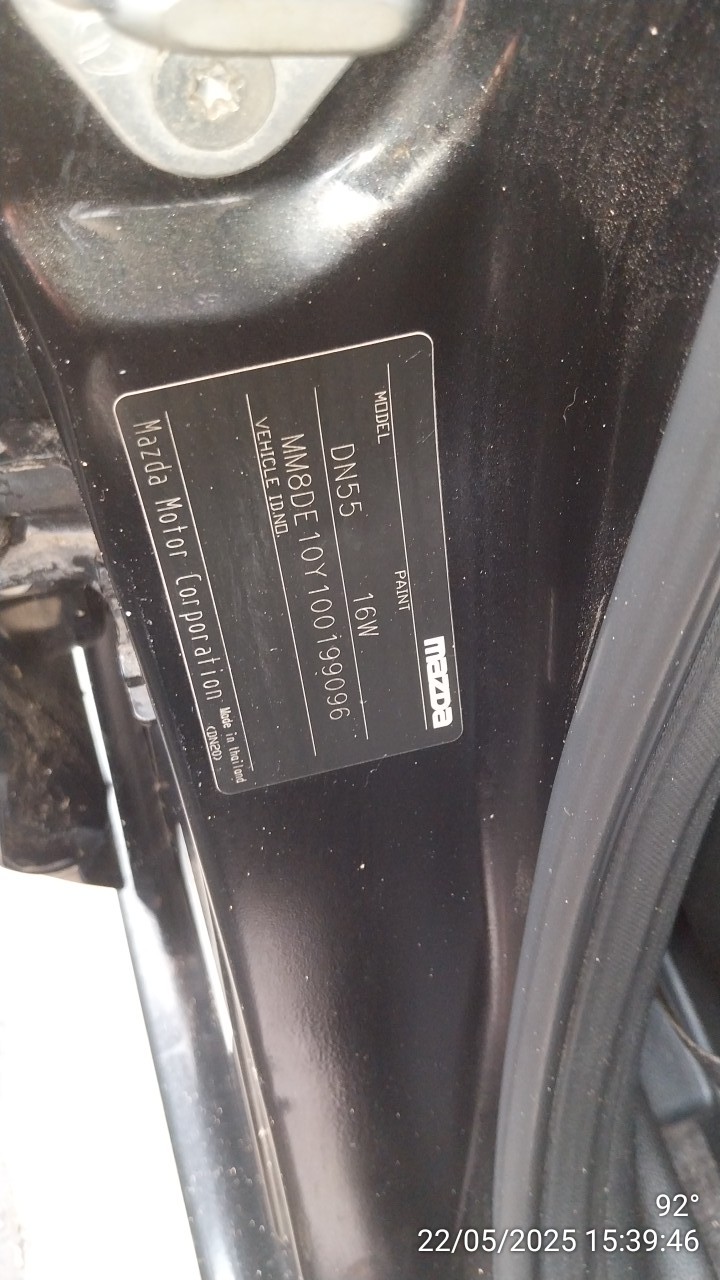 mazda
MODEL PAINT
DN55 16W
MM8DE10Y100199096
VEHICLE ID.NO.
Mazda Motor Corporation Made in thailand
(DN20)
92°
22/05/2025 15:39:46